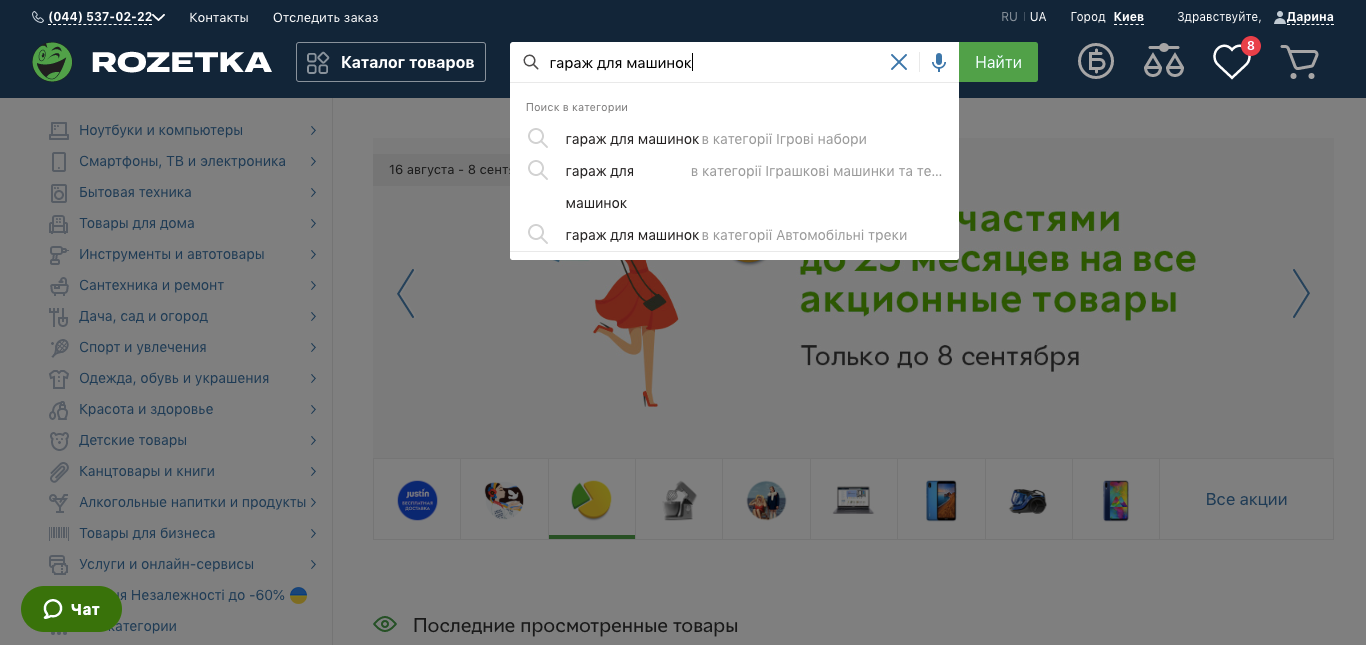 (044) 537-02-22 Контакты Отследить заказ RU UA Город Киев Здравствуйте, Дарина
ROZETKA Каталог товаров гараж для машинок Найти 8
Поиск в категории
гараж для машинок в категорії Ігрові набори
гараж для в категорії Іграшкові машинки та те...
машинок
гараж для машинок в категорії Автомобільні треки
Ноутбуки и компьютеры
Смартфоны, ТВ и электроника
Бытовая техника
Товары для дома
Инструменты и автотовары
Сантехника и ремонт
Дача, сад и огород
Спорт и увлечения
Одежда, обувь и украшения
Красота и здоровье
Детские товары
Канцтовары и книги
Алкогольные напитки и продукты
Товары для бизнеса
Услуги и онлайн-сервисы
Незалежності до -60%
категории
Чат
16 августа - 8
частями
до 25 месяцев на все
акционные товары
Только до 8 сентября
justin
БЕСПЛАТНАЯ
ДОСТАВКА
Все акции
Последние просмотренные товары